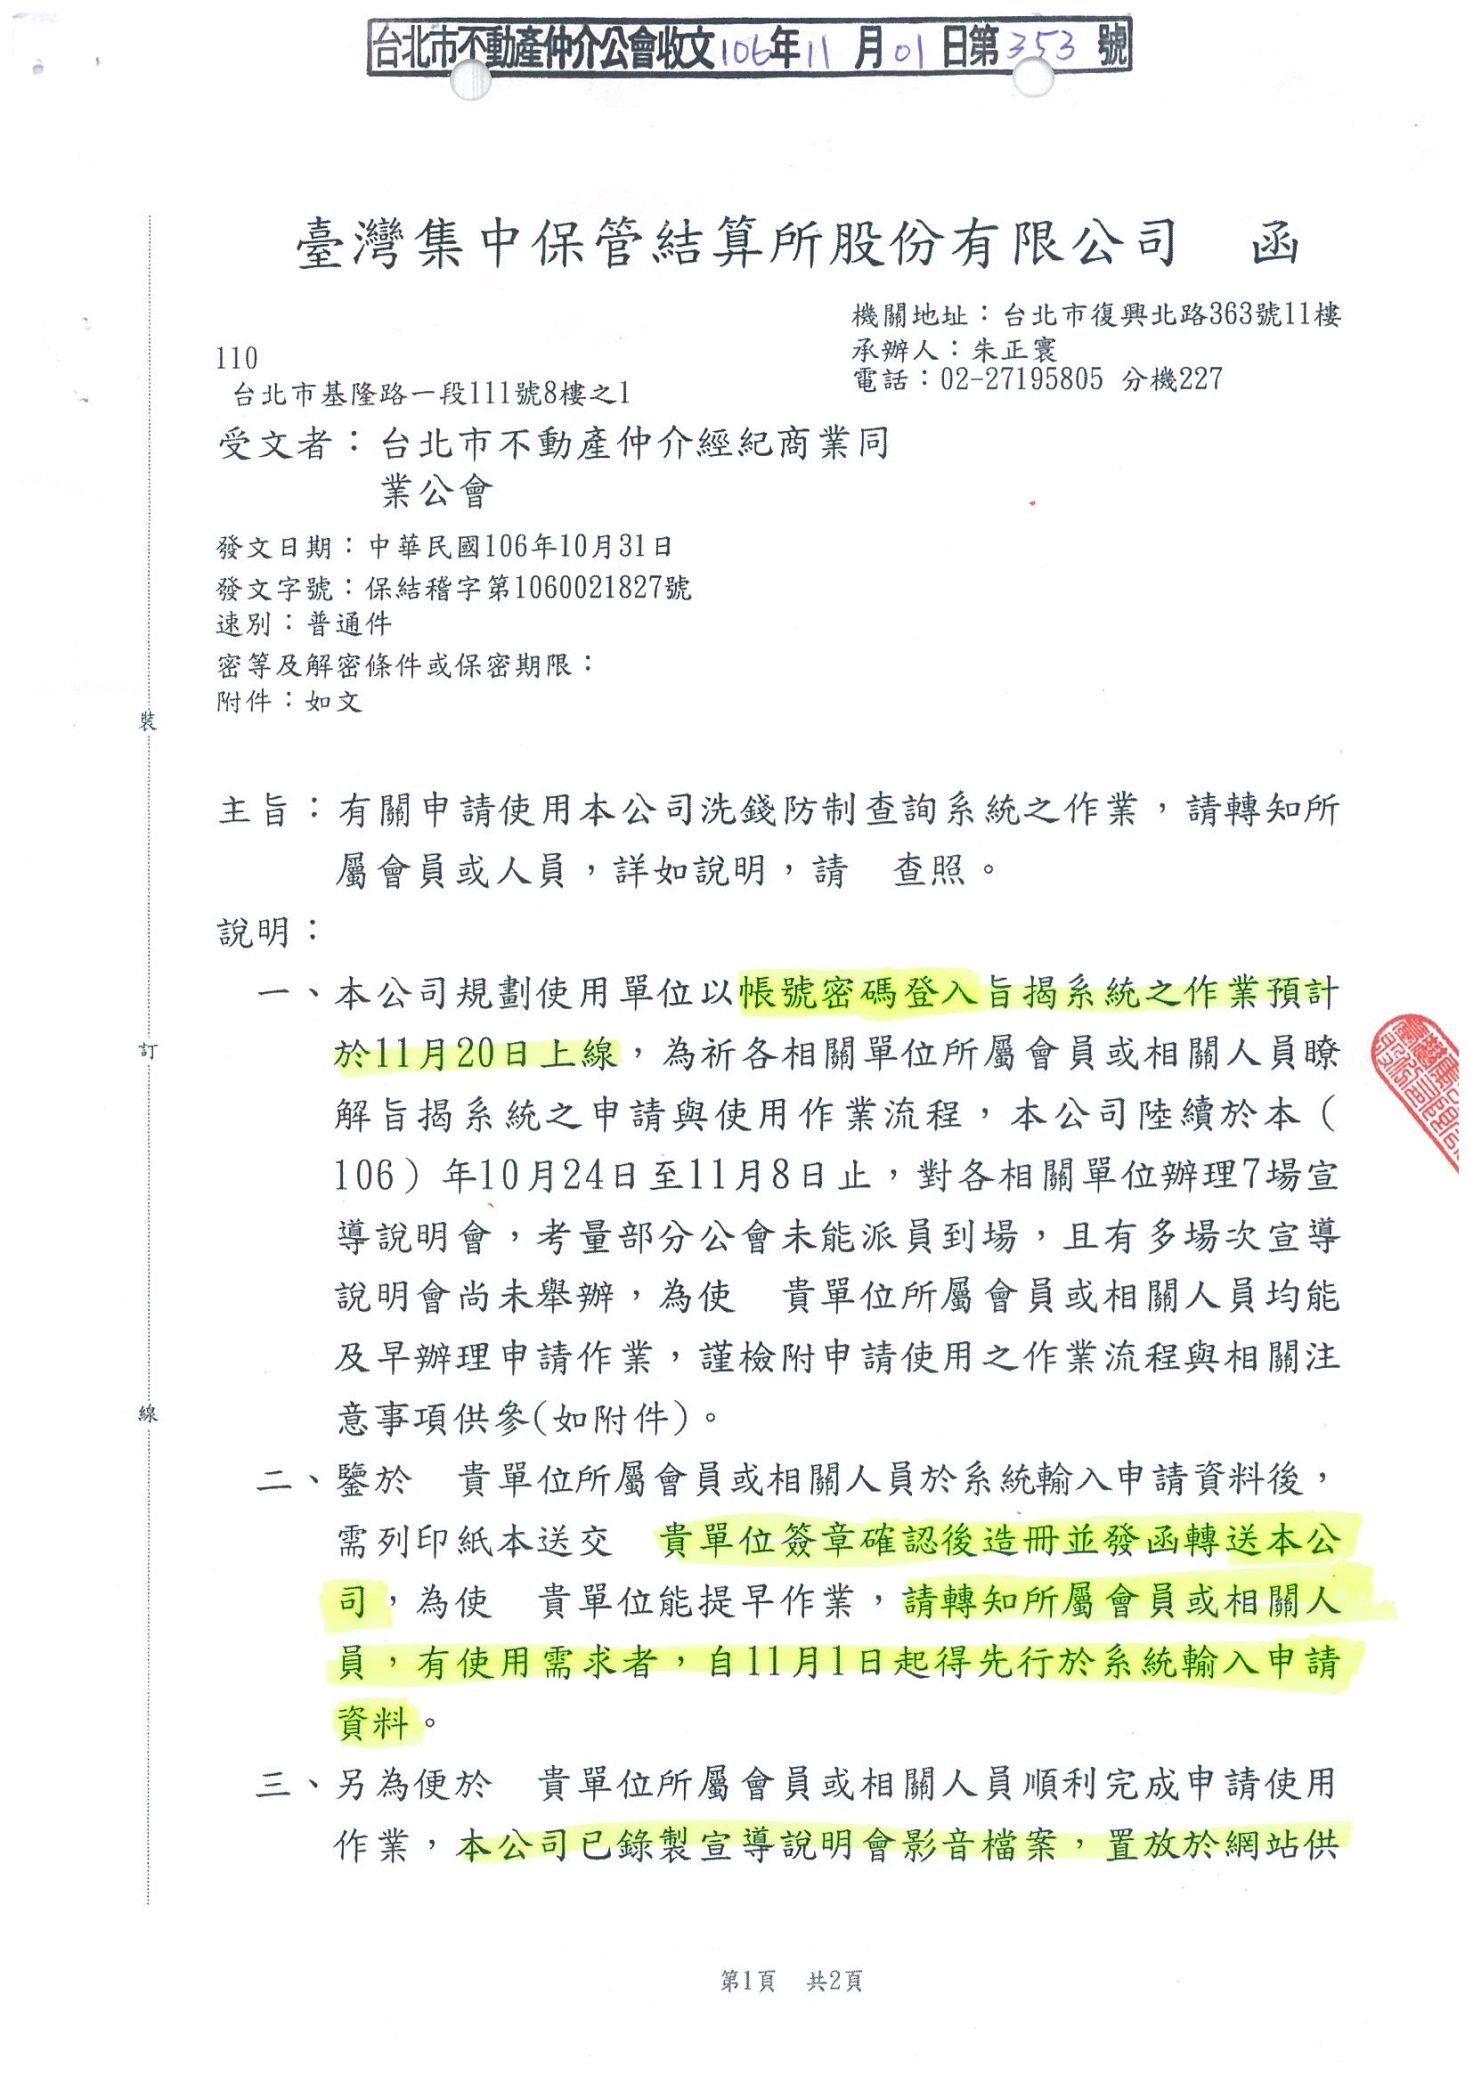 台北市不動產仲介公會收文106年11月01日第353號
臺灣集中保管結算所股份有限公司　函
機關地址：台北市復興北路363號11樓
承辦人：朱正寰
電話：02-27195805 分機227
110
台北市基隆路一段111號8樓之1
受文者：台北市不動產仲介經紀商業同
業公會
發文日期：中華民國106年10月31日
發文字號：保結稽字第1060021827號
速別：普通件
密等及解密條件或保密期限：
附件：如文
主旨：有關申請使用本公司洗錢防制查詢系統之作業，請轉知所
屬會員或人員，詳如說明，請　查照。
說明：
一、本公司規劃使用單位以帳號密碼登入旨揭系統之作業預計
於11月20日上線，為祈各相關單位所屬會員或相關人員瞭
解旨揭系統之申請與使用作業流程，本公司陸續於本（
106）年10月24日至11月8日止，對各相關單位辦理7場宣
導說明會，考量部分公會未能派員到場，且有多場次宣導
說明會尚未舉辦，為使　貴單位所屬會員或相關人員均能
及早辦理申請作業，謹檢附申請使用之作業流程與相關注
意事項供參(如附件)。
二、鑒於　貴單位所屬會員或相關人員於系統輸入申請資料後，
需列印紙本送交　貴單位簽章確認後造冊並發函轉送本公
司，為使　貴單位能提早作業，請轉知所屬會員或相關人
員，有使用需求者，自11月1日起得先行於系統輸入申請
資料。
三、另為便於　貴單位所屬會員或相關人員順利完成申請使用
作業，本公司已錄製宣導說明會影音檔案，置放於網站供
裝
訂
線
第1頁　共2頁